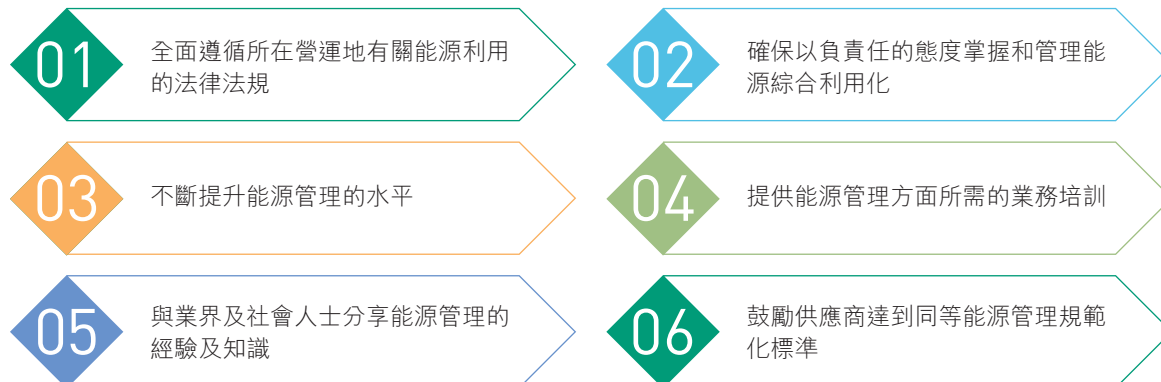 01
全面遵循所在營運地有關能源利用
的法律法規
02
確保以負責任的態度掌握和管理能
源綜合利用化
03
不斷提升能源管理的水平
04
提供能源管理方面所需的業務培訓
05
與業界及社會人士分享能源管理的
經驗及知識
06
鼓勵供應商達到同等能源管理規範
化標準